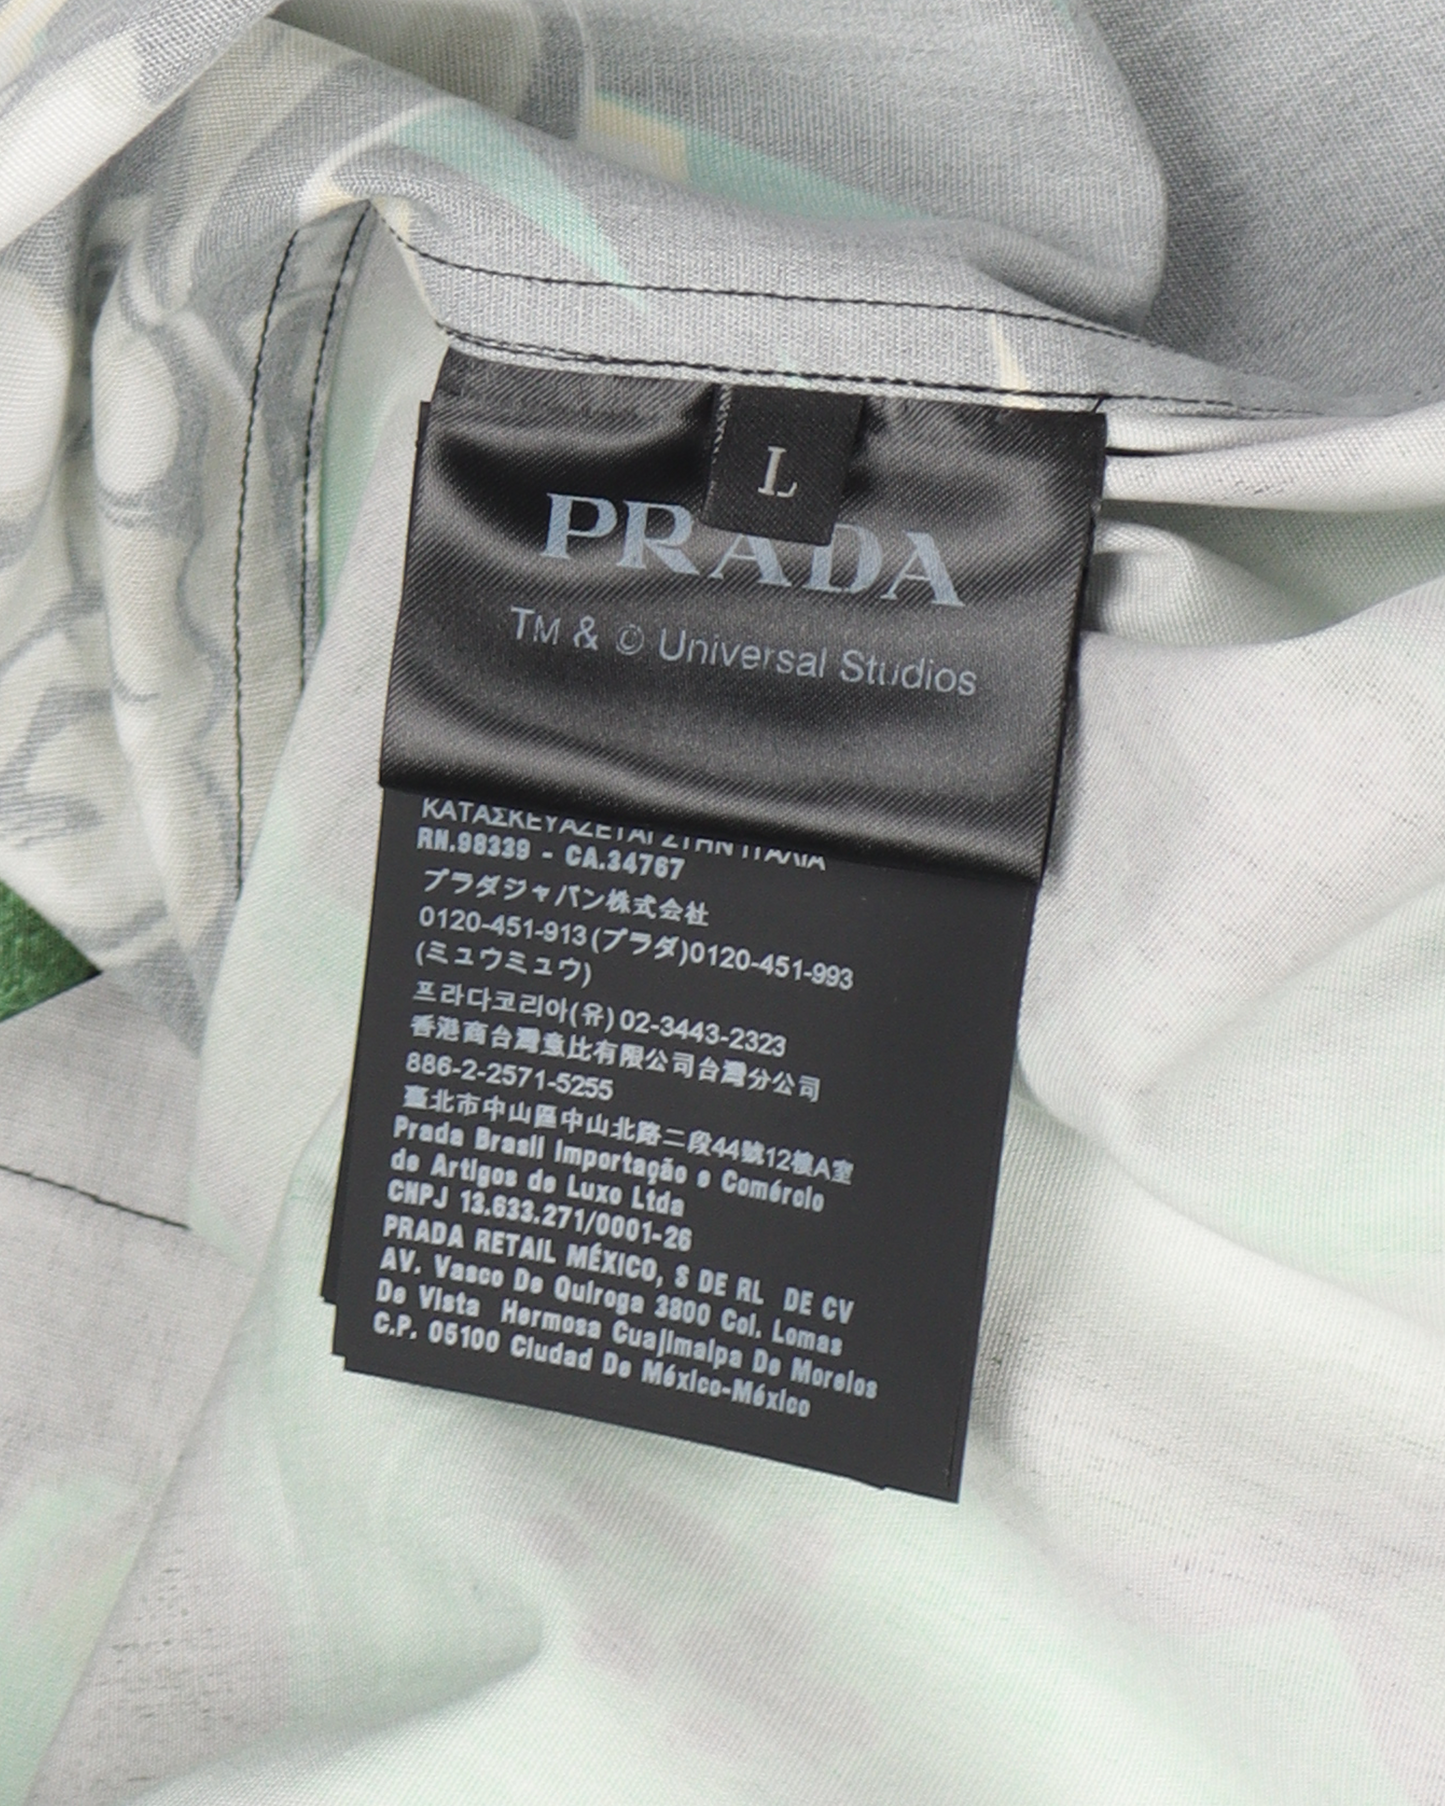 L
PRADA
TM & © Universal Studios
ΚΑΤΑΣΚΕΥΑΖΕΤΑΙ ΣΤΗΝ ΙΤΑΛΙΑ
RN.98339 - CA.34767
プラダジャパン株式会社
0120-451-913(プラダ)0120-451-993
(ミュウミュウ)
프라다코리아(유)02-3443-2323
香港商台灣意比有限公司台灣分公司
886-2-2571-5255
臺北市中山區中山北路二段44號12樓A室
Prada Brasil Importação e Comércio
de Artigos de Luxo Ltda
CNPJ 13.633.271/0001-26
PRADA RETAIL MÉXICO, S DE RL DE CV
AV. Vasco De Quiroga 3800 Col. Lomas
De Vista Hermosa Cuajimalpa De Morelos
C.P. 05100 Ciudad De México-México